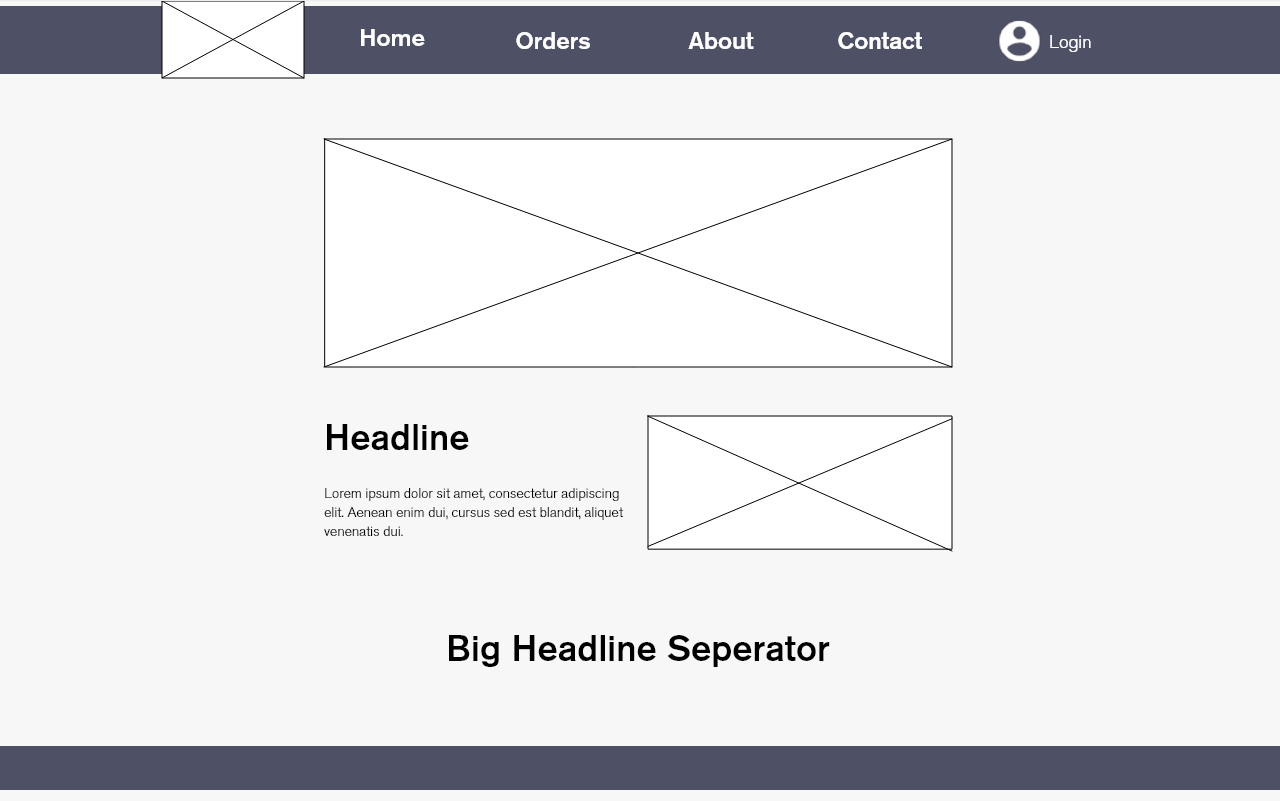 Home
Orders
About
Contact
Login
Headline
Lorem ipsum dolor sit amet, consectetur adipiscing
elit. Aenean enim dui, cursus sed est blandit, aliquet
venenatis dui.
Big Headline Seperator